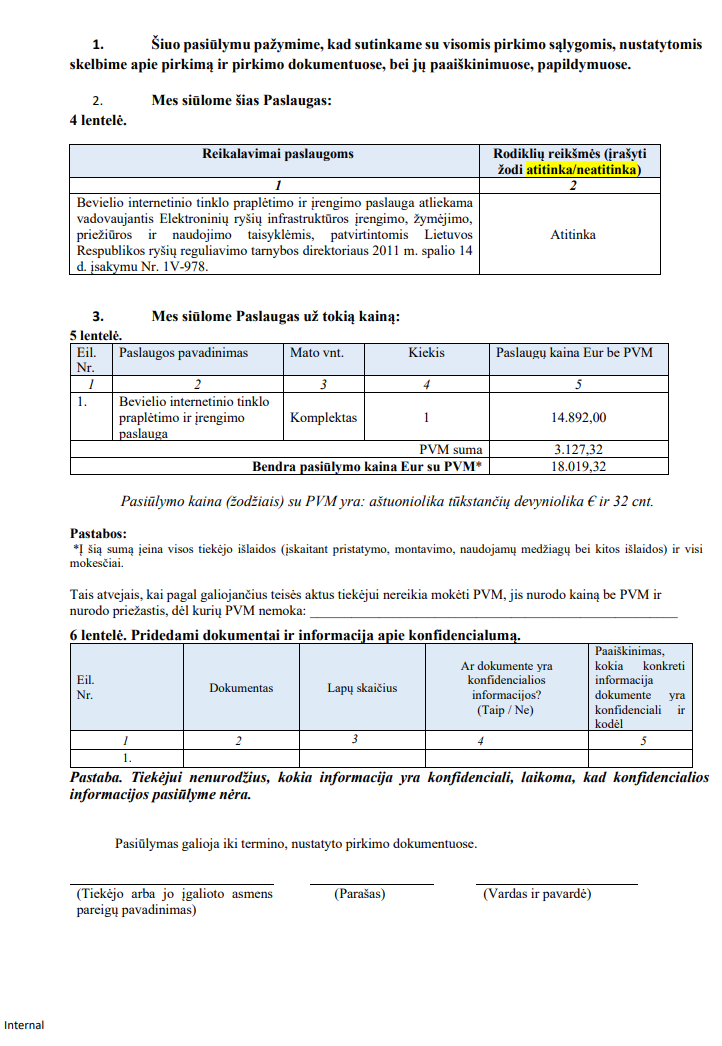 1. Šiuo pasiūlymu pažymime, kad sutinkame su visomis pirkimo sąlygomis, nustatytomis
skelbime apie pirkimą ir pirkimo dokumentuose, bei jų paaiškinimuose, papildymuose.
2. Mes siūlome šias Paslaugas:
4 lentelė.
Reikalavimai paslaugoms
Rodiklių reikšmės (įrašyti
žodi atitinka/neatitinka)
1
2
Bevielio internetinio tinklo praplėtimo ir įrengimo paslauga atliekama
vadovaujantis Elektroninių ryšių infrastruktūros įrengimo, žymėjimo,
priežiūros ir naudojimo taisyklėmis, patvirtintomis Lietuvos
Respublikos ryšių reguliavimo tarnybos direktoriaus 2011 m. spalio 14
d. įsakymu Nr. 1V-978.
Atitinka
3. Mes siūlome Paslaugas už tokią kainą:
5 lentelė.
Eil.
Nr.
Paslaugos pavadinimas
Mato vnt.
Kiekis
Paslaugų kaina Eur be PVM
1
2
3
4
5
1.
Bevielio internetinio tinklo
praplėtimo ir įrengimo
paslauga
Komplektas
1
14.892,00
PVM suma
3.127,32
Bendra pasiūlymo kaina Eur su PVM*
18.019,32
Pasiūlymo kaina (žodžiais) su PVM yra: aštuoniolika tūkstančių devyniolika € ir 32 cnt.
Pastabos:
*Į šią sumą įeina visos tiekėjo išlaidos (įskaitant pristatymo, montavimo, naudojamų medžiagų bei kitos išlaidos) ir visi
mokesčiai.
Tais atvejais, kai pagal galiojančius teisės aktus tiekėjui nereikia mokėti PVM, jis nurodo kainą be PVM ir
nurodo priežastis, dėl kurių PVM nemoka: ____________________
6 lentelė. Pridedami dokumentai ir informacija apie konfidencialumą.
Eil.
Nr.
Dokumentas
Lapų skaičius
Ar dokumente yra
konfidencialios
informacijos?
(Taip / Ne)
Paaiškinimas,
kokia konkreti
informacija
dokumente yra
konfidenciali ir
kodėl
1
2
3
4
5
1.
Pastaba. Tiekėjui nenurodžius, kokia informacija yra konfidenciali, laikoma, kad konfidencialios
informacijos pasiūlyme nėra.
Pasiūlymas galioja iki termino, nustatyto pirkimo dokumentuose.
(Tiekėjo arba jo įgalioto asmens
pareigų pavadinimas)
(Parašas)
(Vardas ir pavardė)
Internal